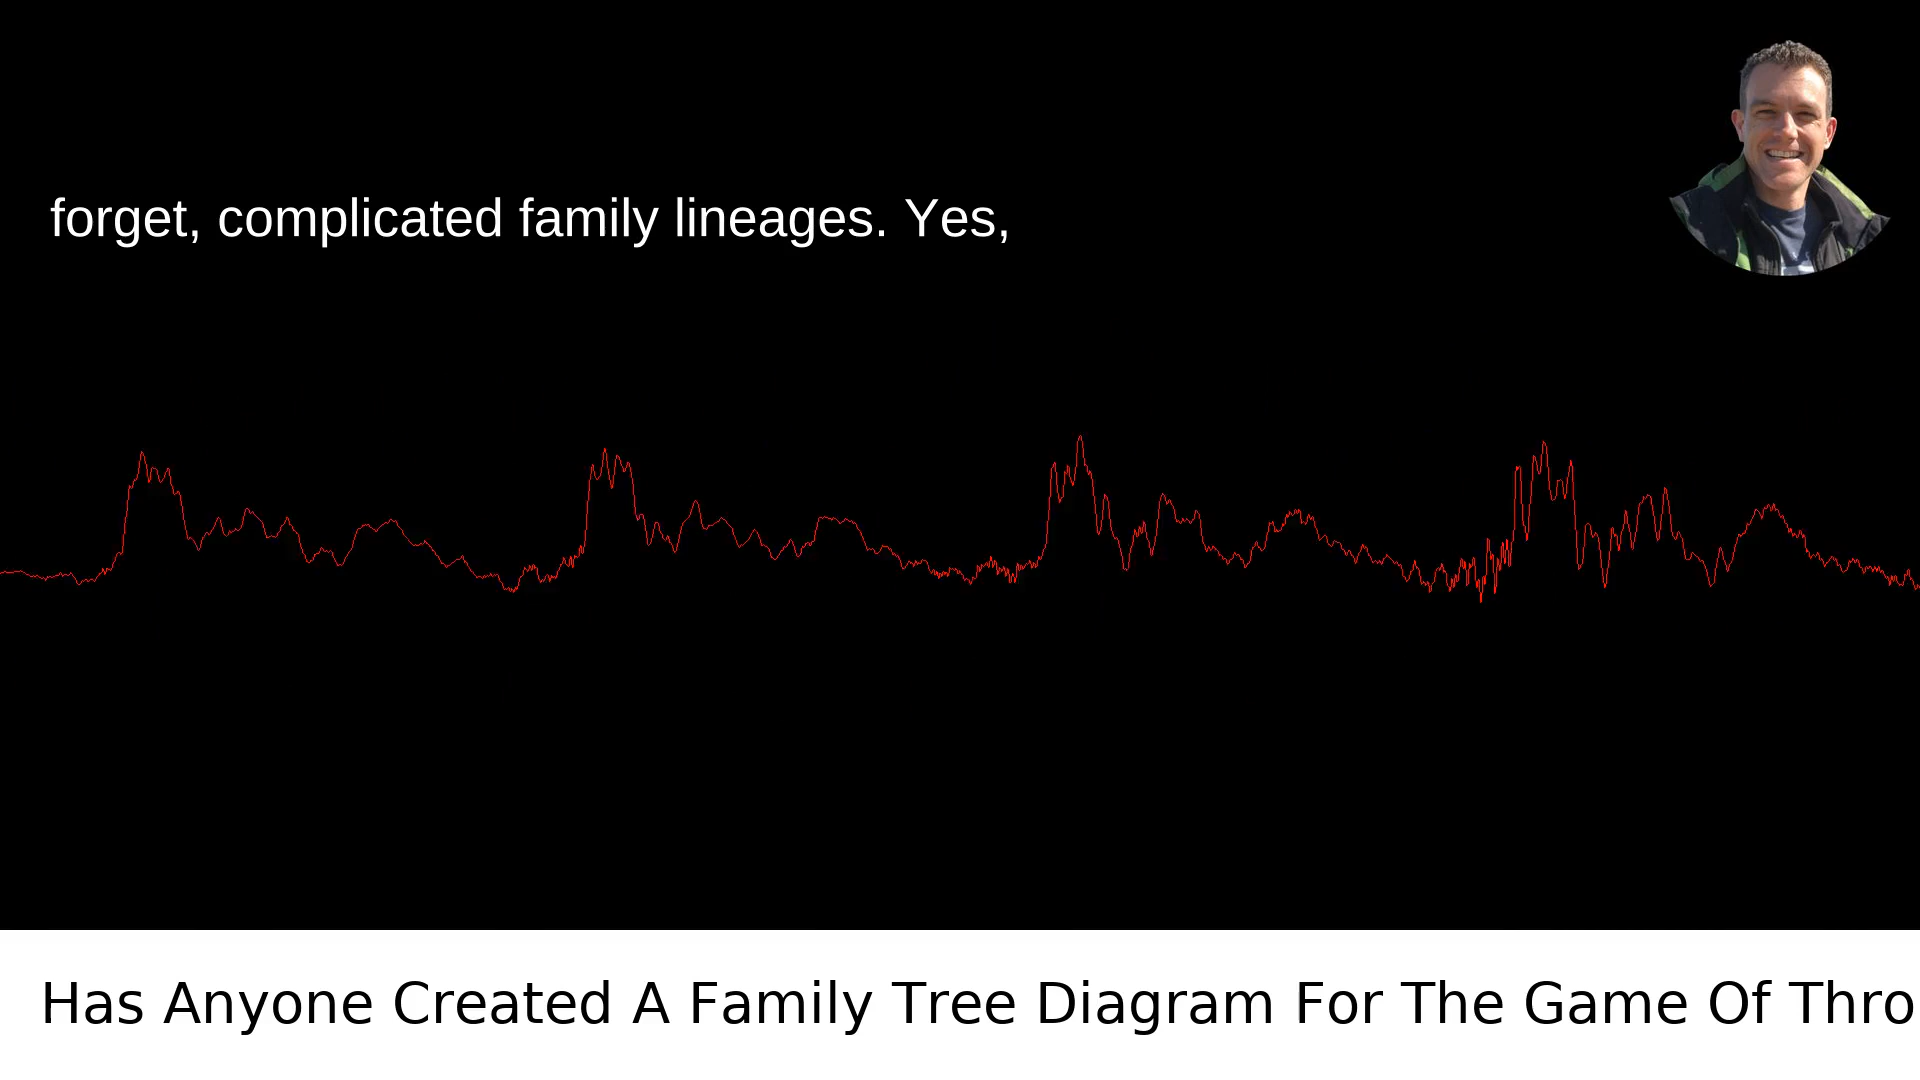 forget, complicated family lineages. Yes,
Has Anyone Created A Family Tree Diagram For The Game Of Thro